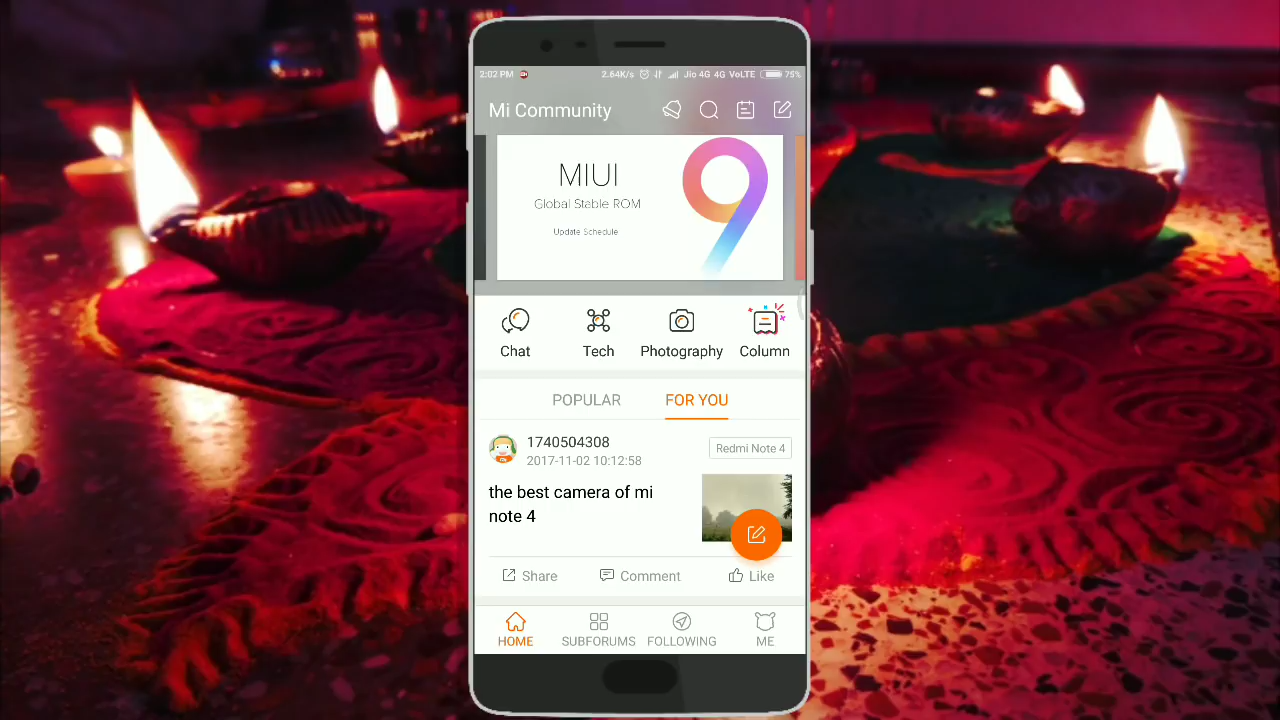 2:02 PM 2.64K/s Jio 4G 4G VoLTE 75%
Mi Community
MIUI 9
Global Stable ROM
Update Schedule
Chat Tech Photography Column
POPULAR FOR YOU
1740504308 Redmi Note 4
2017-11-02 10:12:58
the best camera of mi
note 4
Share Comment Like
HOME SUBFORUMS FOLLOWING ME